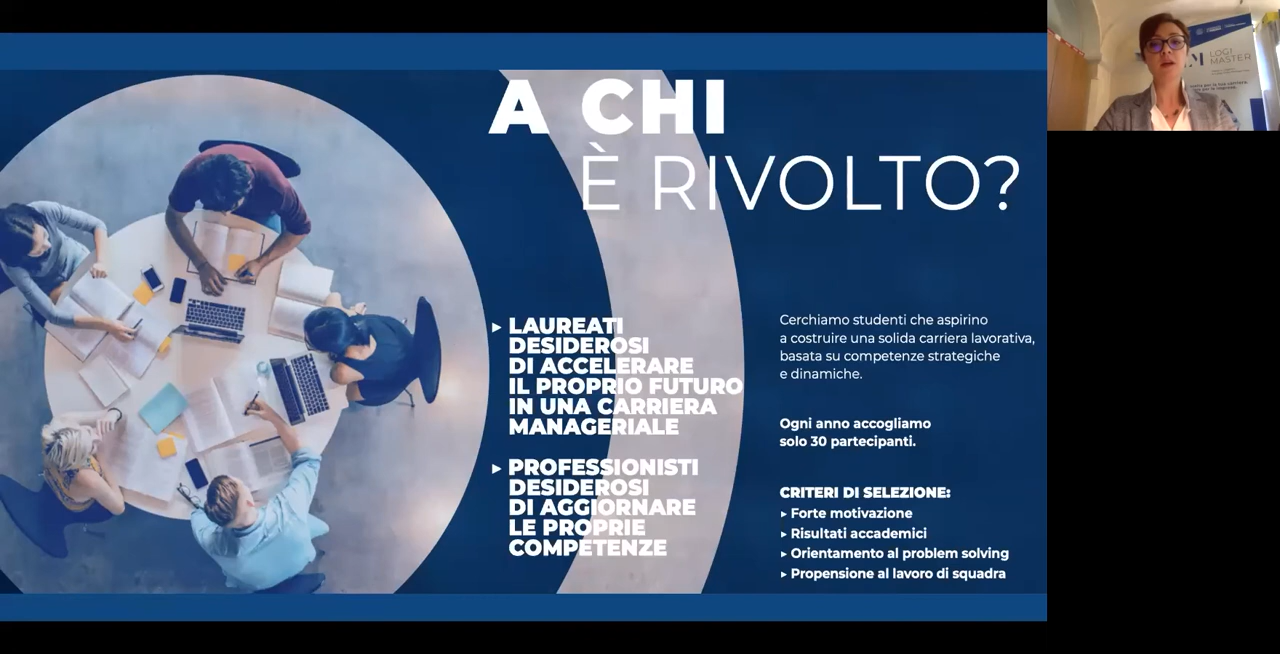 A CHI
È RIVOLTO?
▸ LAUREATI
DESIDEROSI
DI ACCELERARE
IL PROPRIO FUTURO
IN UNA CARRIERA
MANAGERIALE
▸ PROFESSIONISTI
DESIDEROSI
DI AGGIORNARE
LE PROPRIE
COMPETENZE
Cerchiamo studenti che aspirino
a costruire una solida carriera lavorativa,
basata su competenze strategiche
e dinamiche.
Ogni anno accogliamo
solo 30 partecipanti.
CRITERI DI SELEZIONE:
▸ Forte motivazione
▸ Risultati accademici
▸ Orientamento al problem solving
▸ Propensione al lavoro di squadra
LOGI
MASTER